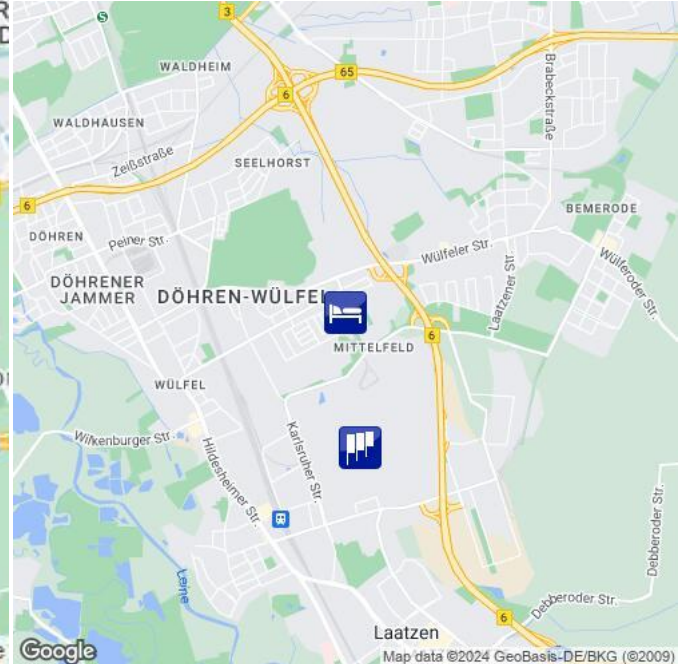 3
WALDHEIM
65
6
WALDHAUSEN
Brabeckstraße
Zeißstraße
SEELHORST
6
BEMERODE
DÖHREN
Peiner Str.
Wülfeler Str.
Wülferoder Str.
DÖHRENER
JAMMER
DÖHREN-WÜLFEL
Laatzener Str.
6
MITTELFELD
WÜLFEL
Wilkenburger Str.
Karlsruher Str.
Hildesheimer Str.
Debberoder Str.
Leine
Debberoder Str.
6
Laatzen
Google
Map data ©2024 GeoBasis-DE/BKG (©2009)